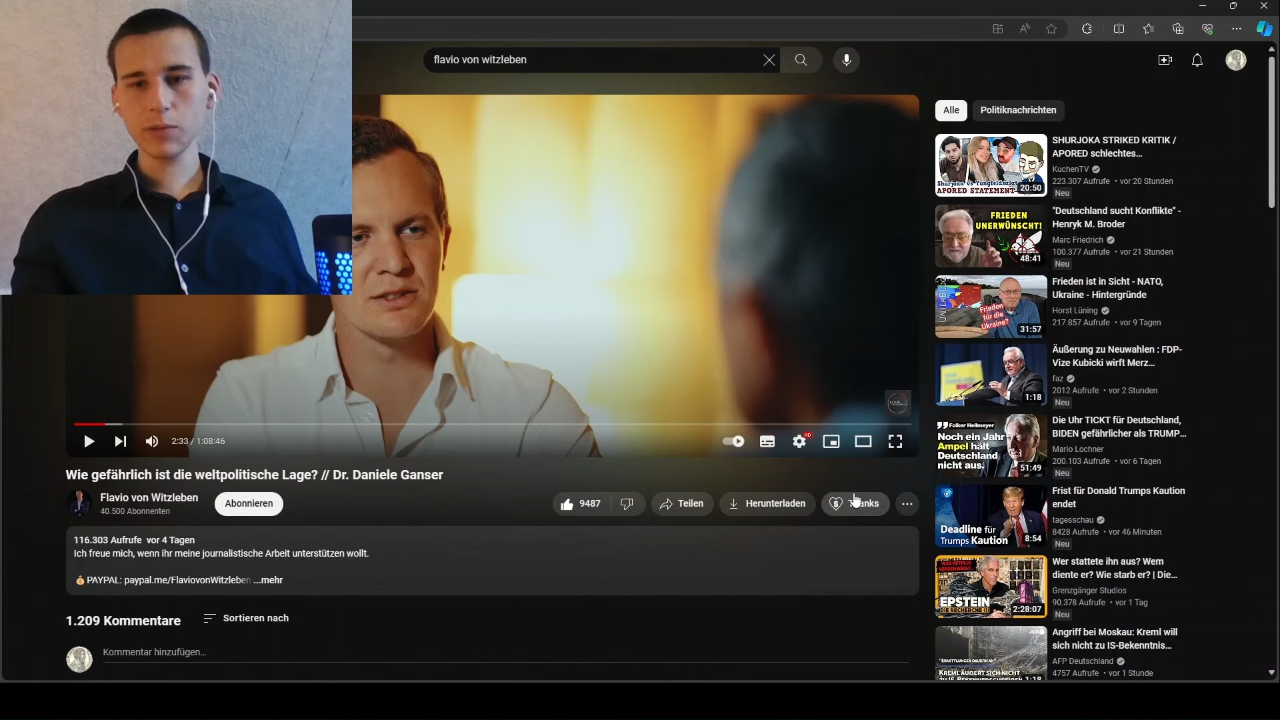 flavio von witzleben
Alle
Politiknachrichten
2:33 / 1:08:46
Wie gefährlich ist die weltpolitische Lage? // Dr. Daniele Ganser
Flavio von Witzleben
40.500 Abonnenten
Abonnieren
9487
Teilen
Herunterladen
Thanks
116.303 Aufrufe vor 4 Tagen
Ich freue mich, wenn ihr meine journalistische Arbeit unterstützen wollt.
PAYPAL: paypal.me/FlaviovonWitzleben ...mehr
1.209 Kommentare
Sortieren nach
Kommentar hinzufügen...
APORED STATEMENT
20:50
SHURJOKA STRIKED KRITIK /
APORED schlechtes...
KuchenTV
223.307 Aufrufe • vor 20 Stunden
Neu
FRIEDEN
UNERWÜNSCHT!
48:41
"Deutschland sucht Konflikte" -
Henryk M. Broder
Marc Friedrich
100.377 Aufrufe • vor 21 Stunden
Neu
Frieden
für die
Ukraine?
31:57
Frieden ist in Sicht - NATO,
Ukraine - Hintergründe
Horst Lüning
217.857 Aufrufe • vor 9 Tagen
1:18
Äußerung zu Neuwahlen : FDP-
Vize Kubicki wirft Merz...
faz
2012 Aufrufe • vor 2 Stunden
Neu
Folker Hellmeyer
Noch ein Jahr
Ampel hält
Deutschland
nicht aus.
51:49
Die Uhr TICKT für Deutschland,
BIDEN gefährlicher als TRUMP...
Mario Lochner
200.103 Aufrufe • vor 6 Tagen
Neu
Deadline für
Trumps Kaution
8:54
Frist für Donald Trumps Kaution
endet
tagesschau
8428 Aufrufe • vor 46 Minuten
Neu
EPSTEIN
2:28:07
Wer stattete ihn aus? Wem
diente er? Wie starb er? | Die...
Grenzgänger Studios
90.378 Aufrufe • vor 1 Tag
Neu
1:18
Angriff bei Moskau: Kreml will
sich nicht zu IS-Bekenntnis...
AFP Deutschland
4757 Aufrufe • vor 1 Stunde